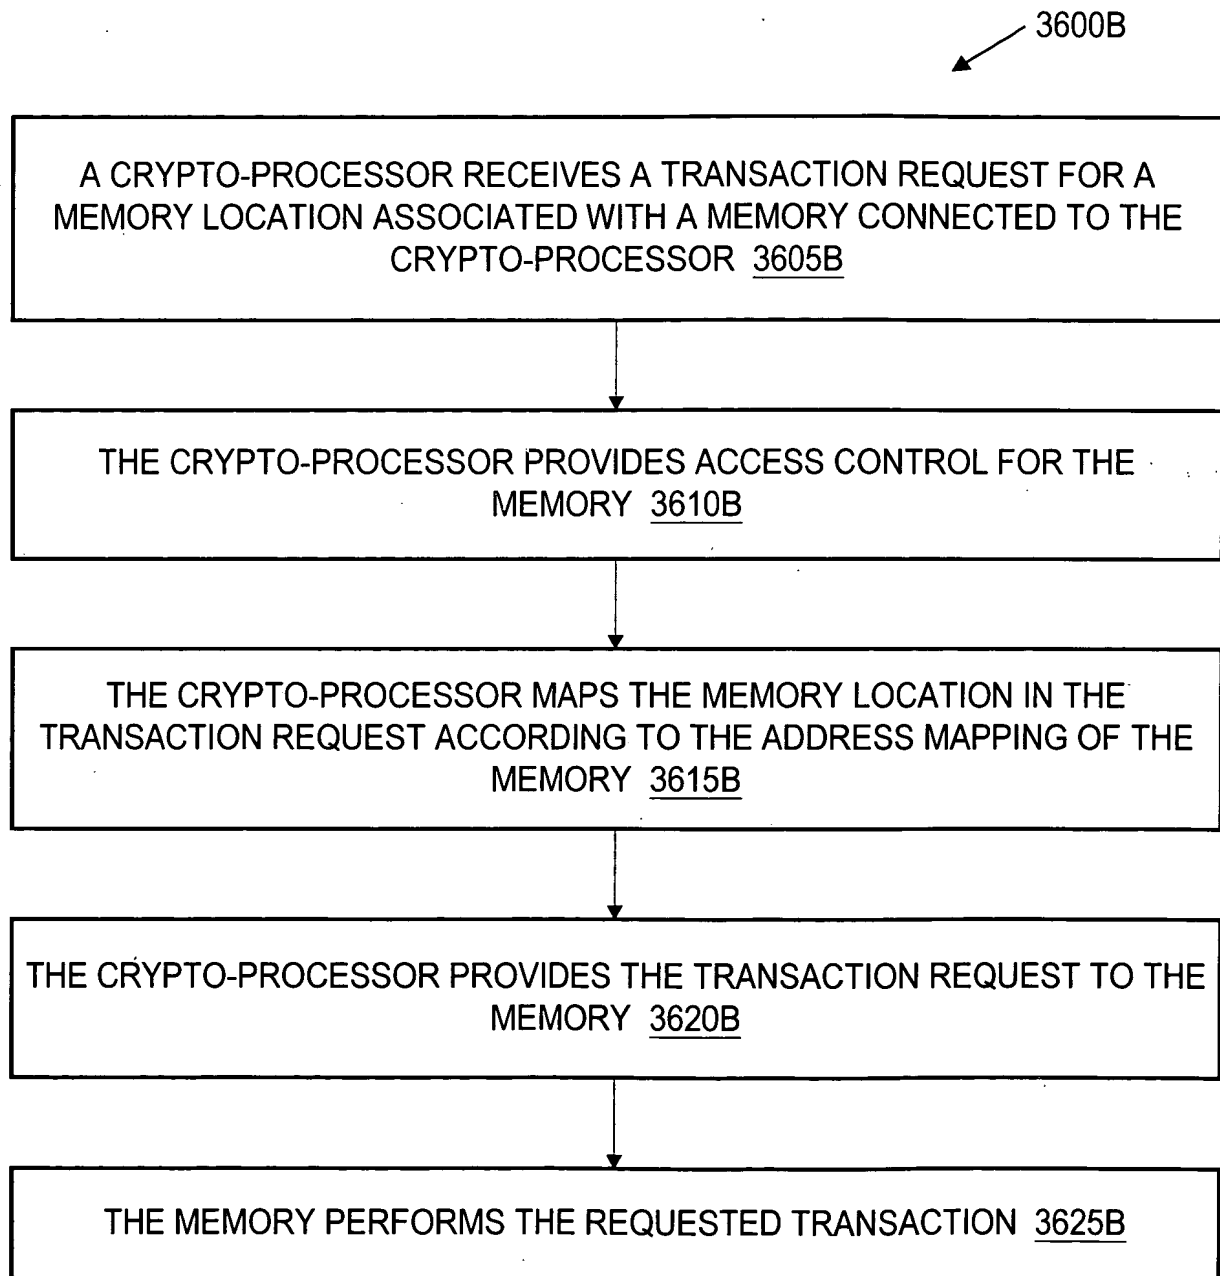 3600B
A CRYPTO-PROCESSOR RECEIVES A TRANSACTION REQUEST FOR A
MEMORY LOCATION ASSOCIATED WITH A MEMORY CONNECTED TO THE
CRYPTO-PROCESSOR 3605B
THE CRYPTO-PROCESSOR PROVIDES ACCESS CONTROL FOR THE
MEMORY 3610B
THE CRYPTO-PROCESSOR MAPS THE MEMORY LOCATION IN THE
TRANSACTION REQUEST ACCORDING TO THE ADDRESS MAPPING OF THE
MEMORY 3615B
THE CRYPTO-PROCESSOR PROVIDES THE TRANSACTION REQUEST TO THE
MEMORY 3620B
THE MEMORY PERFORMS THE REQUESTED TRANSACTION 3625B